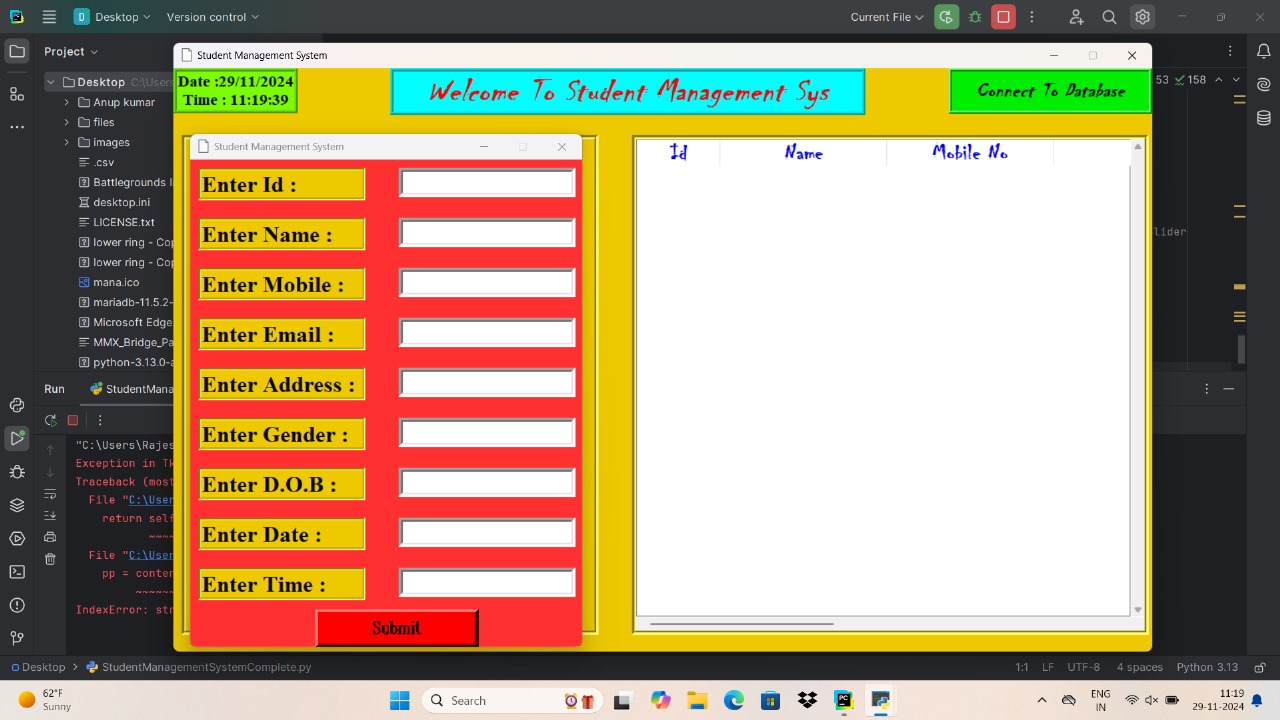 Desktop
Version control
Current File
Project
Student Management System
Date :29/11/2024
Time : 11:19:39
Welcome To Student Management Sys
Connect To Database
53
158
Desktop C:\Users
Anup kumar
files
images
.csv
Battlegrounds
desktop.ini
LICENSE.txt
lower ring - Cop
lower ring - Cop
mana.ico
mariadb-11.5.2-
Microsoft Edge
MMX_Bridge_Pa
python-3.13.0-a
Student Management System
Enter Id :
Enter Name :
Enter Mobile :
Enter Email :
Enter Address :
Enter Gender :
Enter D.O.B :
Enter Date :
Enter Time :
Submit
Id Name Mobile No
lider
Run
StudentMana
"C:\Users\Rajes
Exception in Tk
Traceback (most
File "C:\User
return self
~~~~
File "C:\User
pp = conten
~~~~~~
IndexError: str
Desktop > StudentManagementSystemComplete.py
1:1 LF UTF-8 4 spaces Python 3.13
62°F
Sunny
Search
ENG
IN
11:19
29-11-2024